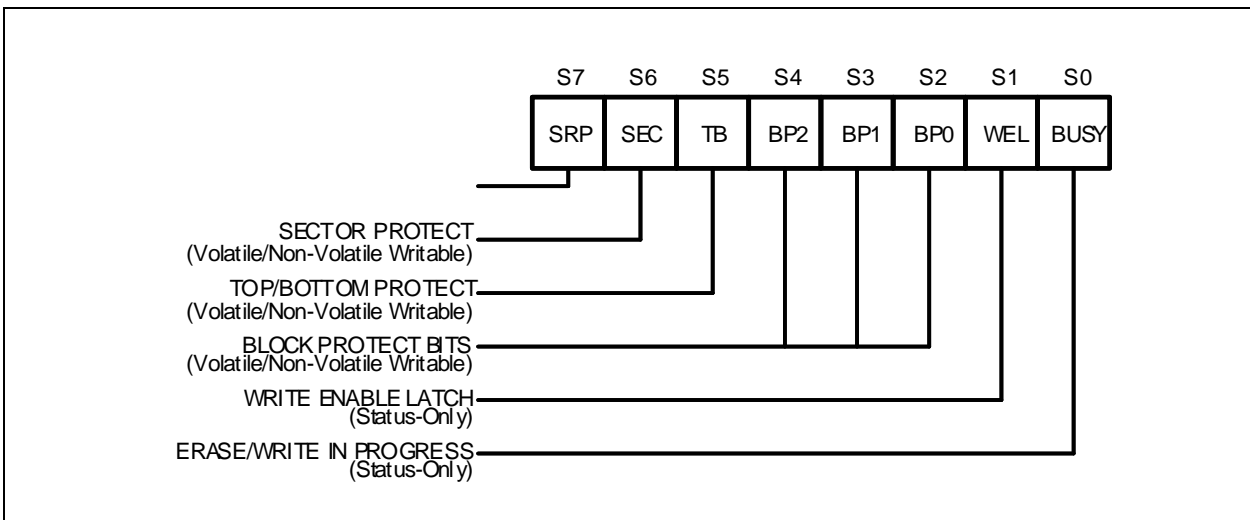 S7 S6 S5 S4 S3 S2 S1 S0
SRP SEC TB BP2 BP1 BP0 WEL BUSY
SECTOR PROTECT
(Volatile/Non-Volatile Writable)
TOP/BOTTOM PROTECT
(Volatile/Non-Volatile Writable)
BLOCK PROTECT BITS
(Volatile/Non-Volatile Writable)
WRITE ENABLE LATCH
(Status-Only)
ERASE/WRITE IN PROGRESS
(Status-Only)